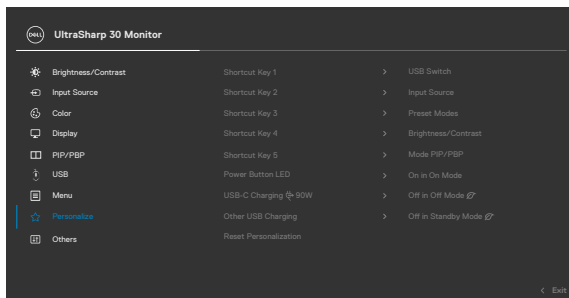 DELL UltraSharp 30 Monitor
Brightness/Contrast Shortcut Key 1 > USB Switch
Input Source Shortcut Key 2 > Input Source
Color Shortcut Key 3 > Preset Modes
Display Shortcut Key 4 > Brightness/Contrast
PIP/PBP Shortcut Key 5 > Mode PIP/PBP
USB Power Button LED > On in On Mode
Menu USB-C Charging 90W > Off in Off Mode
Personalize Other USB Charging > Off in Standby Mode
Others Reset Personalization
< Exit